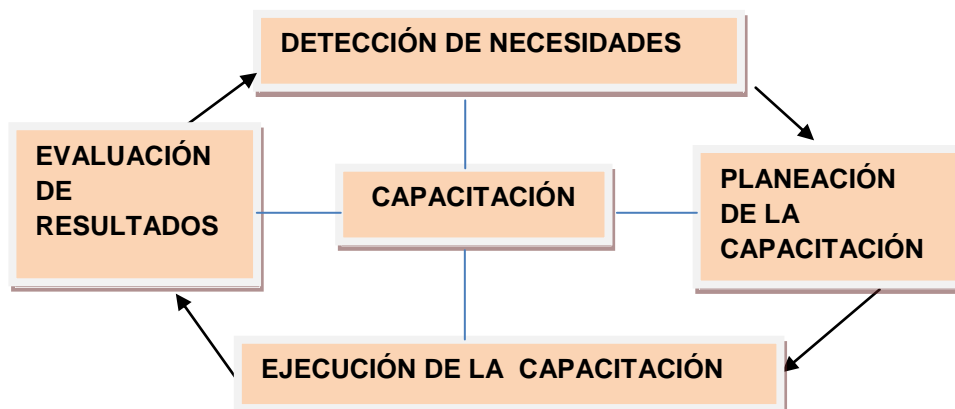 DETECCIÓN DE NECESIDADES
EVALUACIÓN
DE
RESULTADOS
CAPACITACIÓN
PLANEACIÓN
DE LA
CAPACITACIÓN
EJECUCIÓN DE LA  CAPACITACIÓN